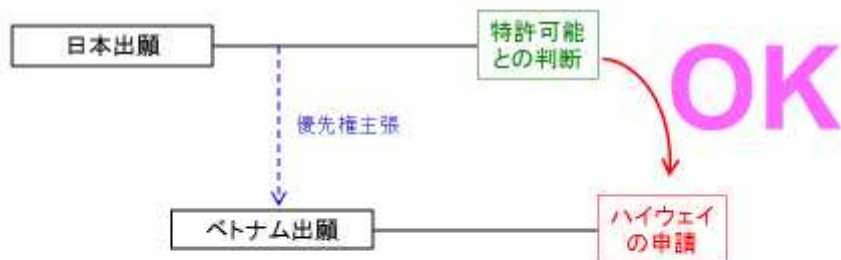 日本出願
特許可能
との判断
OK
優先権主張
ベトナム出願
ハイウェイ
の申請